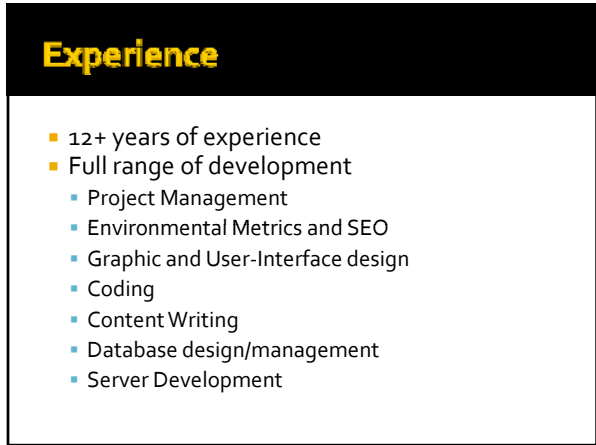 Experience
12+ years of experience
Full range of development
Project Management
Environmental Metrics and SEO
Graphic and User-Interface design
Coding
Content Writing
Database design/management
Server Development